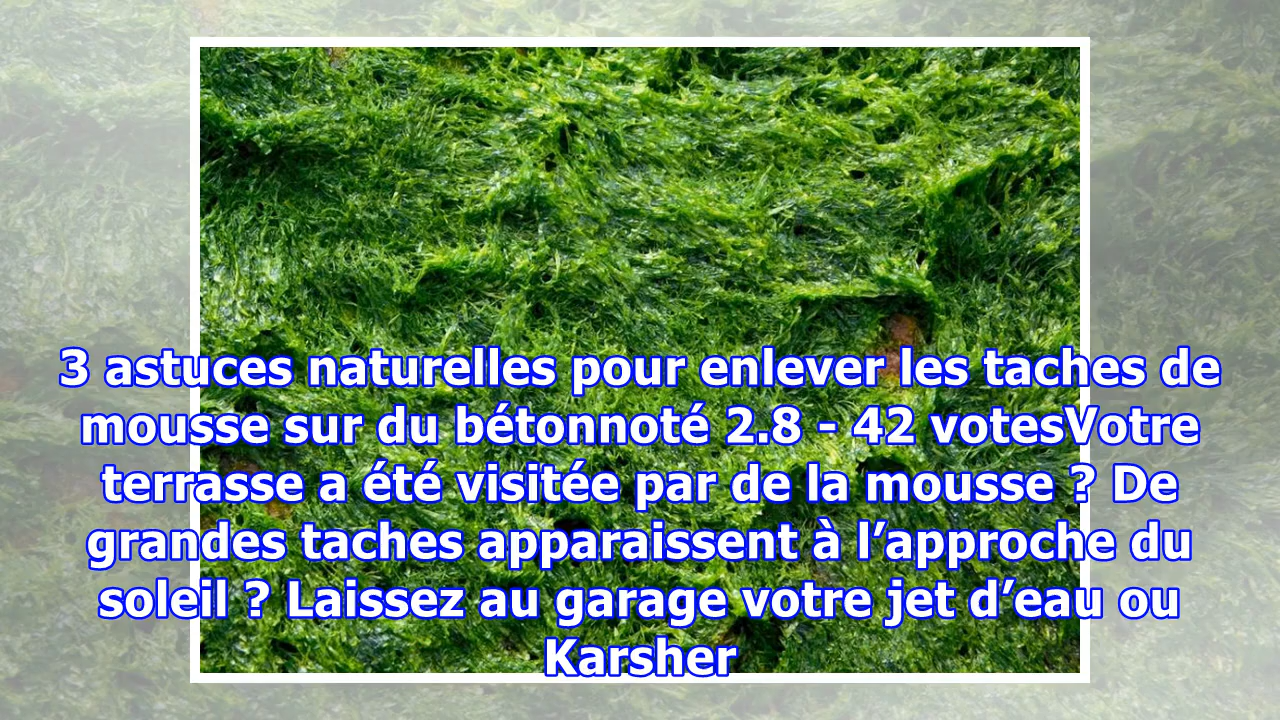 3 astuces naturelles pour enlever les taches de
mousse sur du bétonnoté 2.8 - 42 votesVotre
terrasse a été visitée par de la mousse ? De
grandes taches apparaissent à l’approche du
soleil ? Laissez au garage votre jet d’eau ou
Karsher